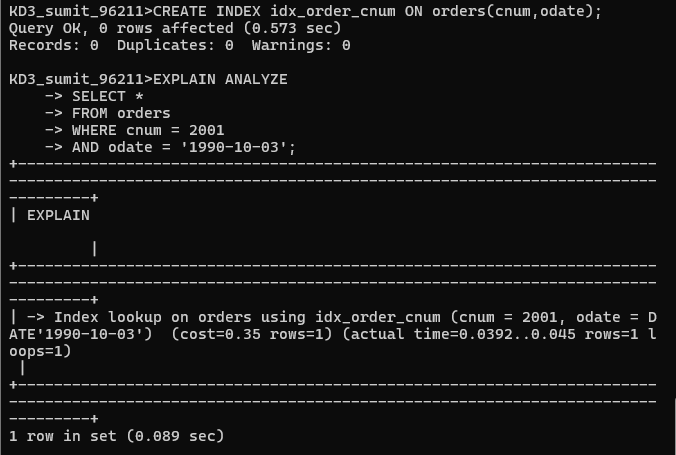 KD3_sumit_96211>CREATE INDEX idx_order_cnum ON orders(cnum,odate);
Query OK, 0 rows affected (0.573 sec)
Records: 0  Duplicates: 0  Warnings: 0

KD3_sumit_96211>EXPLAIN ANALYZE
    -> SELECT *
    -> FROM orders
    -> WHERE cnum = 2001
    -> AND odate = '1990-10-03';
+-----------------------------------------------------------------------
------------------------------------------------------------------------
---------+
| EXPLAIN

         |
+-----------------------------------------------------------------------
------------------------------------------------------------------------
---------+
| -> Index lookup on orders using idx_order_cnum (cnum = 2001, odate = D
ATE'1990-10-03')  (cost=0.35 rows=1) (actual time=0.0392..0.045 rows=1 l
oops=1)
 |
+-----------------------------------------------------------------------
------------------------------------------------------------------------
---------+
1 row in set (0.089 sec)